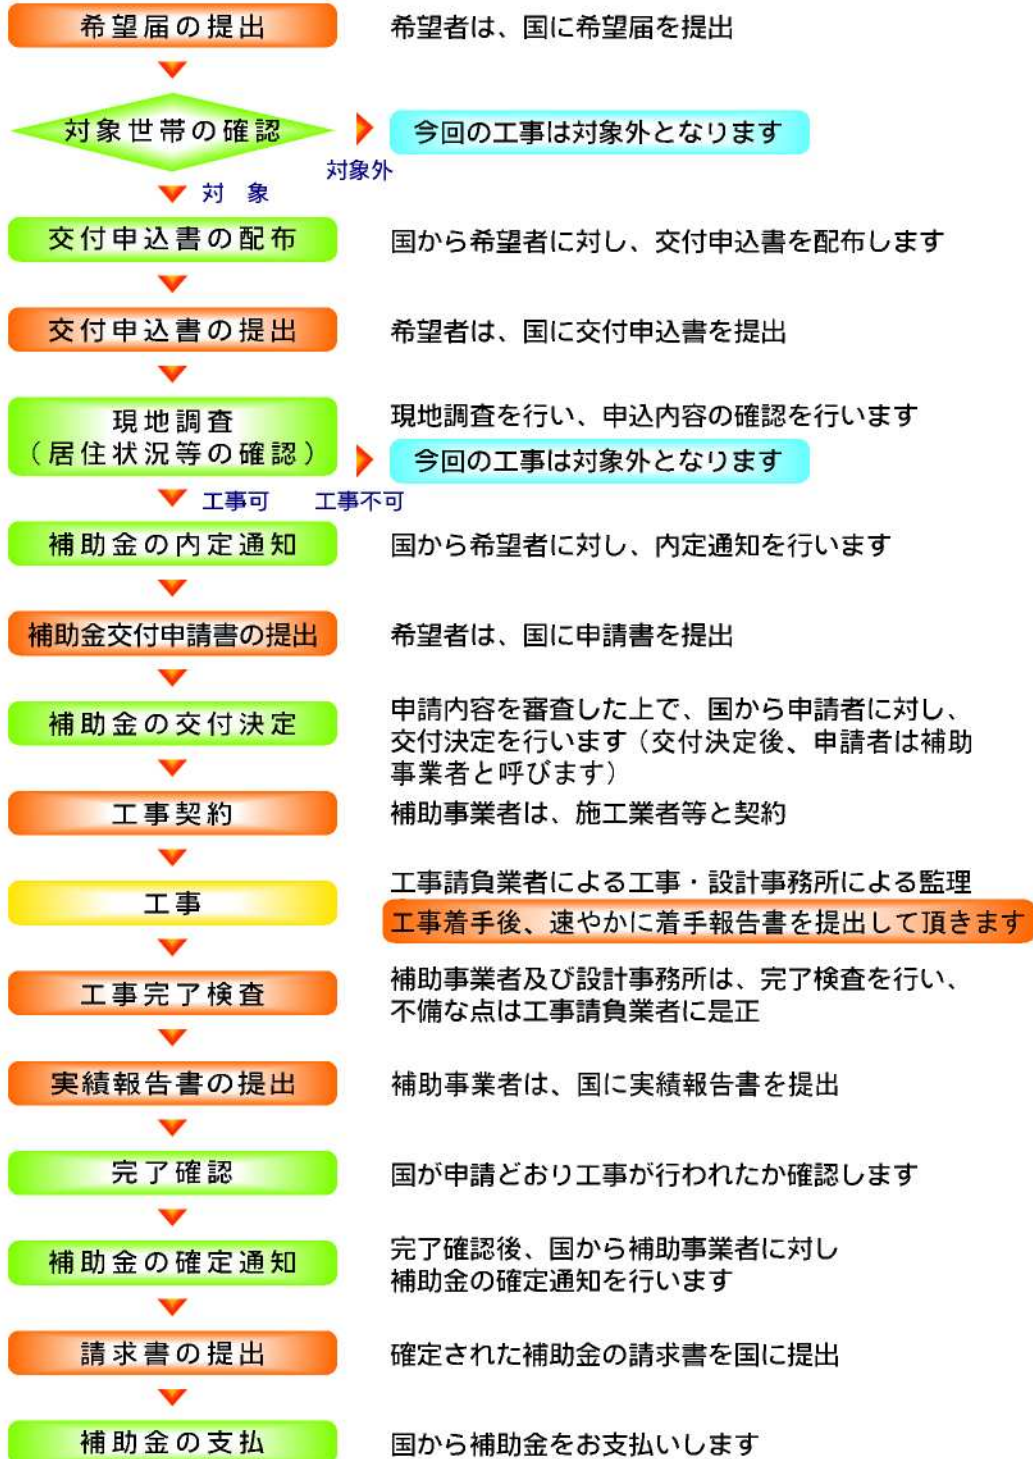 希望届の提出
希望者は、国に希望届を提出
対象世帯の確認
今回の工事は対象外となります
対象外
対　象
交付申込書の配布
国から希望者に対し、交付申込書を配布します
交付申込書の提出
希望者は、国に交付申込書を提出
現地調査
（居住状況等の確認）
現地調査を行い、申込内容の確認を行います
今回の工事は対象外となります
工事可
工事不可
補助金の内定通知
国から希望者に対し、内定通知を行います
補助金交付申請書の提出
希望者は、国に申請書を提出
補助金の交付決定
申請内容を審査した上で、国から申請者に対し、
交付決定を行います（交付決定後、申請者は補助
事業者と呼びます）
工事契約
補助事業者は、施工業者等と契約
工事
工事請負業者による工事・設計事務所による監理
工事着手後、速やかに着手報告書を提出して頂きます
工事完了検査
補助事業者及び設計事務所は、完了検査を行い、
不備な点は工事請負業者に是正
実績報告書の提出
補助事業者は、国に実績報告書を提出
完了確認
国が申請どおり工事が行われたか確認します
補助金の確定通知
完了確認後、国から補助事業者に対し
補助金の確定通知を行います
請求書の提出
確定された補助金の請求書を国に提出
補助金の支払
国から補助金をお支払いします